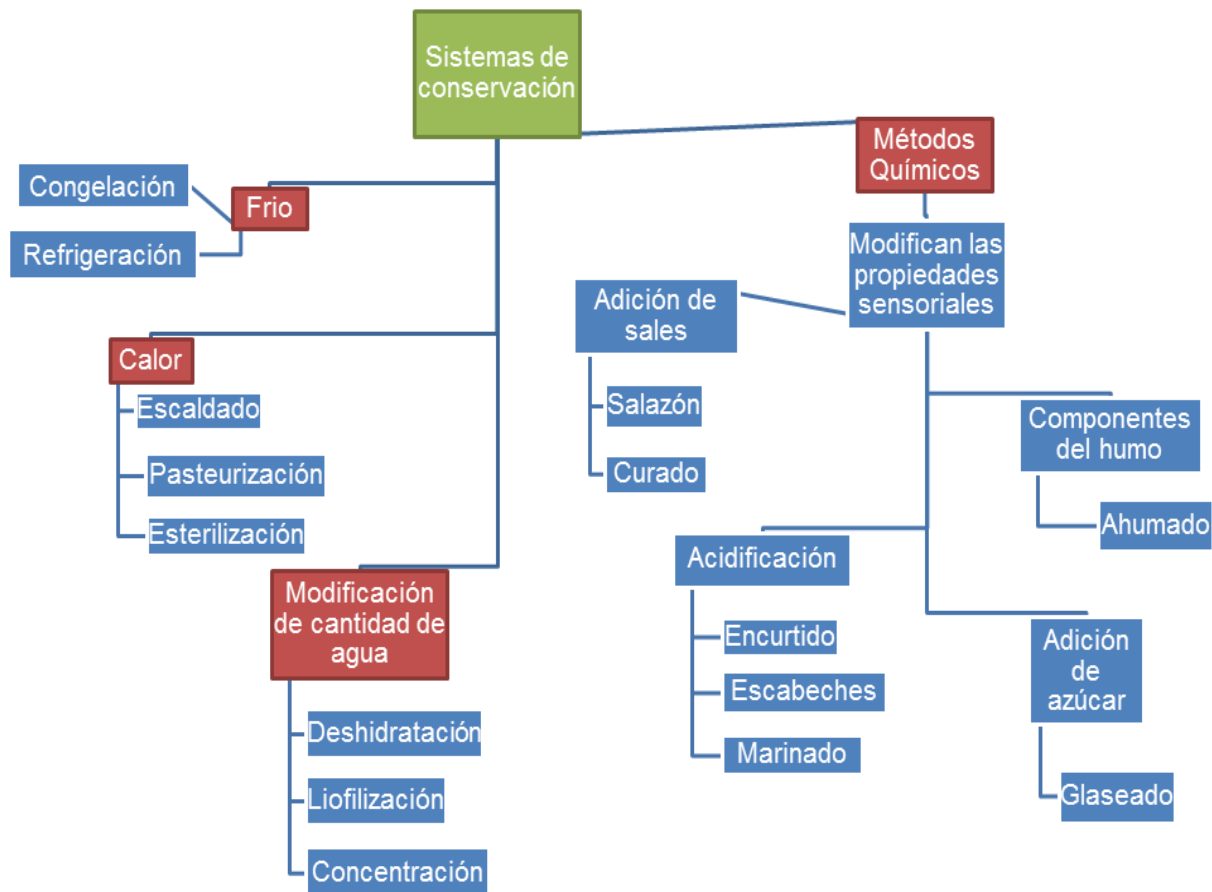 Sistemas de
conservación
Métodos
Químicos
Congelación
Frio
Refrigeración
Modifican las
propiedades
sensoriales
Adición de
sales
Calor
Escaldado
Salazón
Componentes
del humo
Pasteurización
Curado
Esterilización
Ahumado
Acidificación
Modificación
de cantidad de
agua
Encurtido
Adición
de
azúcar
Escabeches
Deshidratación
Marinado
Liofilización
Glaseado
Concentración